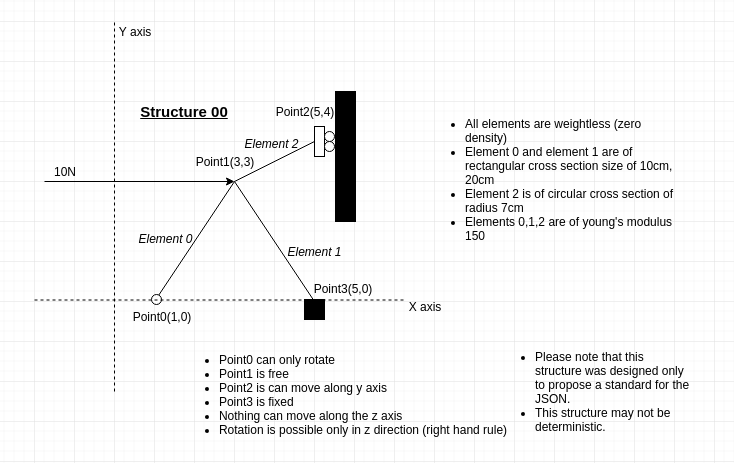 Y axis
Structure 00
Point2(5,4)
Element 2
Point1(3,3)
10N
Element 0
Element 1
Point3(5,0)
X axis
Point0(1,0)
All elements are weightless (zero
density)
Element 0 and element 1 are of
rectangular cross section size of 10cm,
20cm
Element 2 is of circular cross section of
radius 7cm
Elements 0,1,2 are of young's modulus
150
Point0 can only rotate
Point1 is free
Point2 is can move along y axis
Point3 is fixed
Nothing can move along the z axis
Rotation is possible only in z direction (right hand rule)
Please note that this
structure was designed only
to propose a standard for the
JSON.
This structure may not be
deterministic.